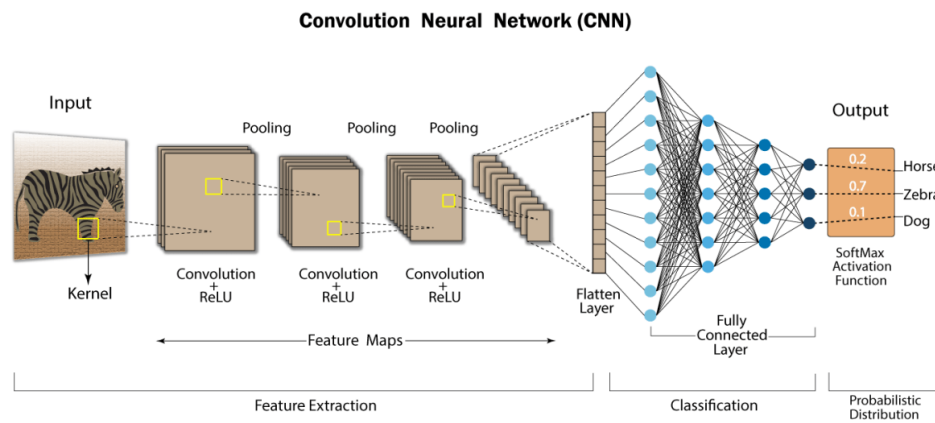 Convolution Neural Network (CNN)
Input
Output
Pooling
Pooling
Pooling
0.2
Horse
0.7
Zebra
0.1
Dog
Kernel
Convolution
+
ReLU
Convolution
+
ReLU
Convolution
+
ReLU
Flatten
Layer
SoftMax
Activation
Function
Fully
Connected
Layer
Feature Maps
Feature Extraction
Classification
Probabilistic
Distribution